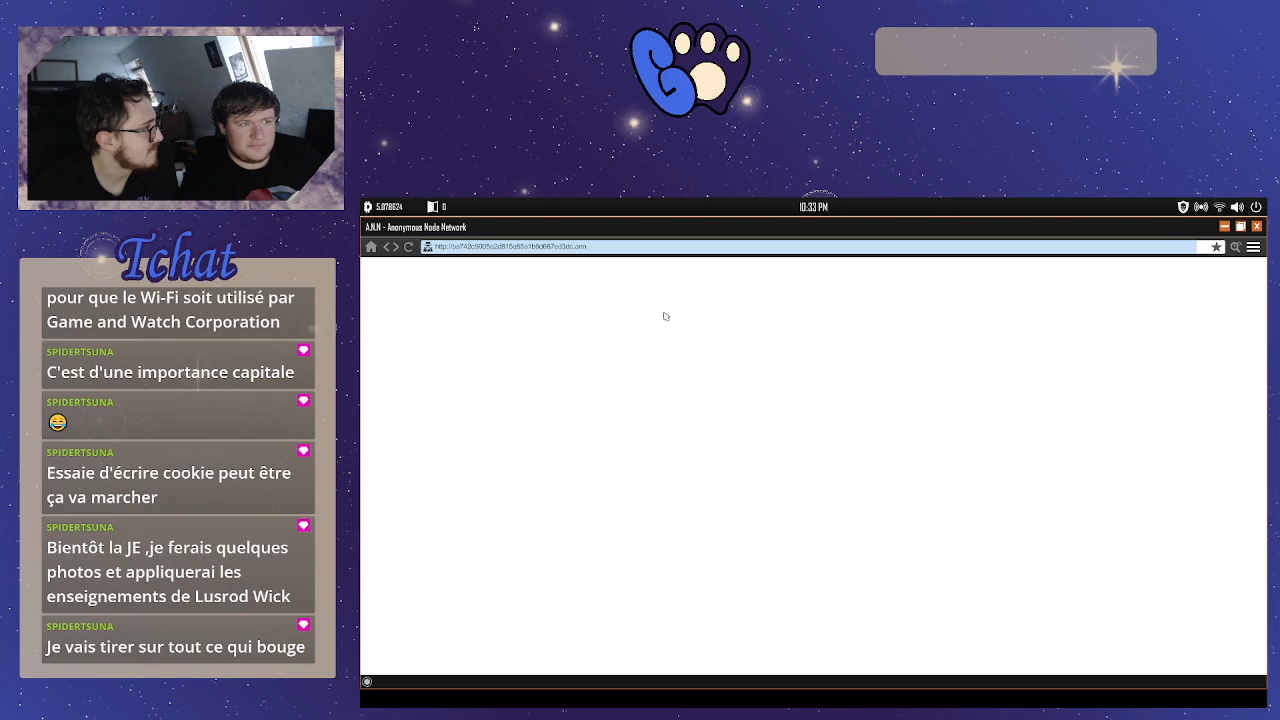 5.078624
0
10:33 PM
A.N.N - Anonymous Node Network
Tchat
pour que le Wi-Fi soit utilisé par
Game and Watch Corporation
SPIDERTSUNA
C'est d'une importance capitale
SPIDERTSUNA
😂
SPIDERTSUNA
Essaie d'écrire cookie peut être
ça va marcher
SPIDERTSUNA
Bientôt la JE ,je ferais quelques
photos et appliquerai les
enseignements de Lusrod Wick
SPIDERTSUNA
Je vais tirer sur tout ce qui bouge